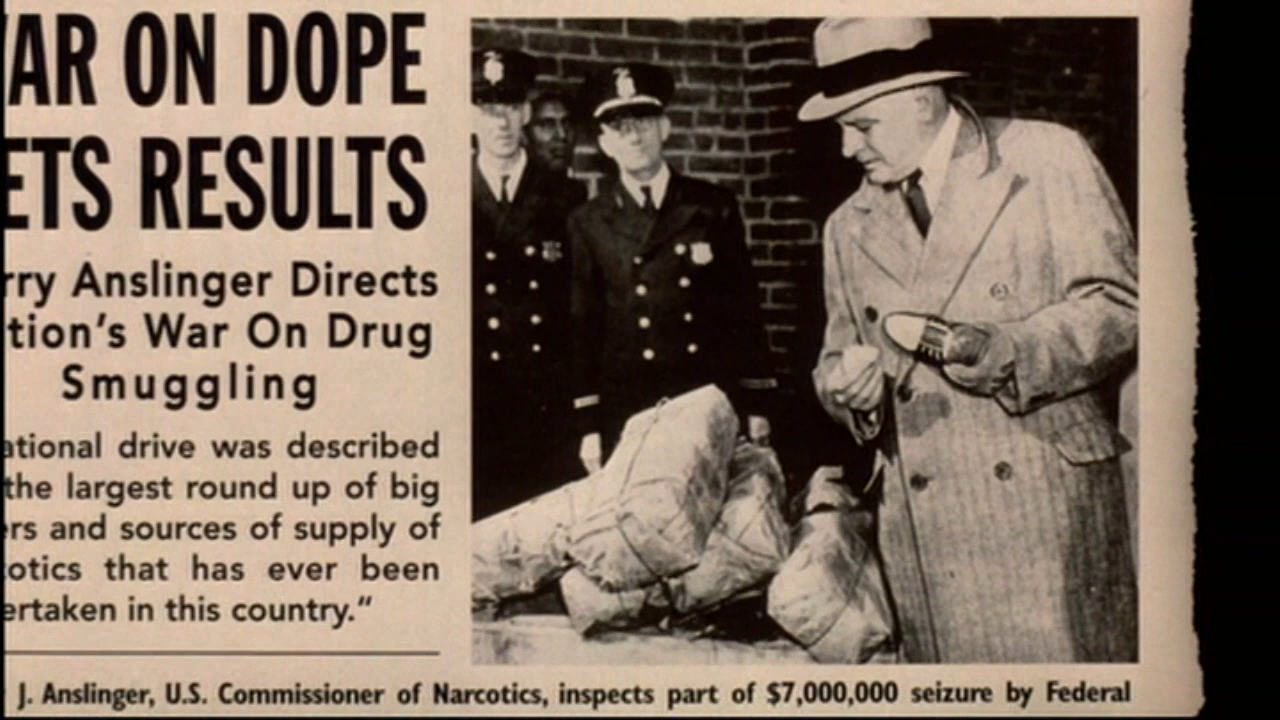 AR ON DOPE
ETS RESULTS
rry Anslinger Directs
tion's War On Drug
Smuggling
ational drive was described
the largest round up of big
ers and sources of supply of
cotics that has ever been
ertaken in this country."
J. Anslinger, U.S. Commissioner of Narcotics, inspects part of $7,000,000 seizure by Federal